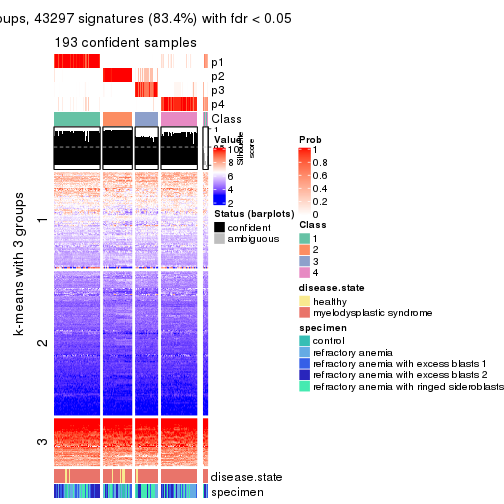 oups, 43297 signatures (83.4%) with fdr < 0.05
193 confident samples
p1
p2
p3
p4
Class
1
Silhouette
score
Value
10
8
6
4
2
Status (barplots)
confident
ambiguous
Prob
1
0.8
0.6
0.4
0.2
0
Class
1
2
3
4
disease.state
healthy
myelodysplastic syndrome
specimen
control
refractory anemia
refractory anemia with excess blasts 1
refractory anemia with excess blasts 2
refractory anemia with ringed sideroblasts
k-means with 3 groups
1
2
3
disease.state
specimen